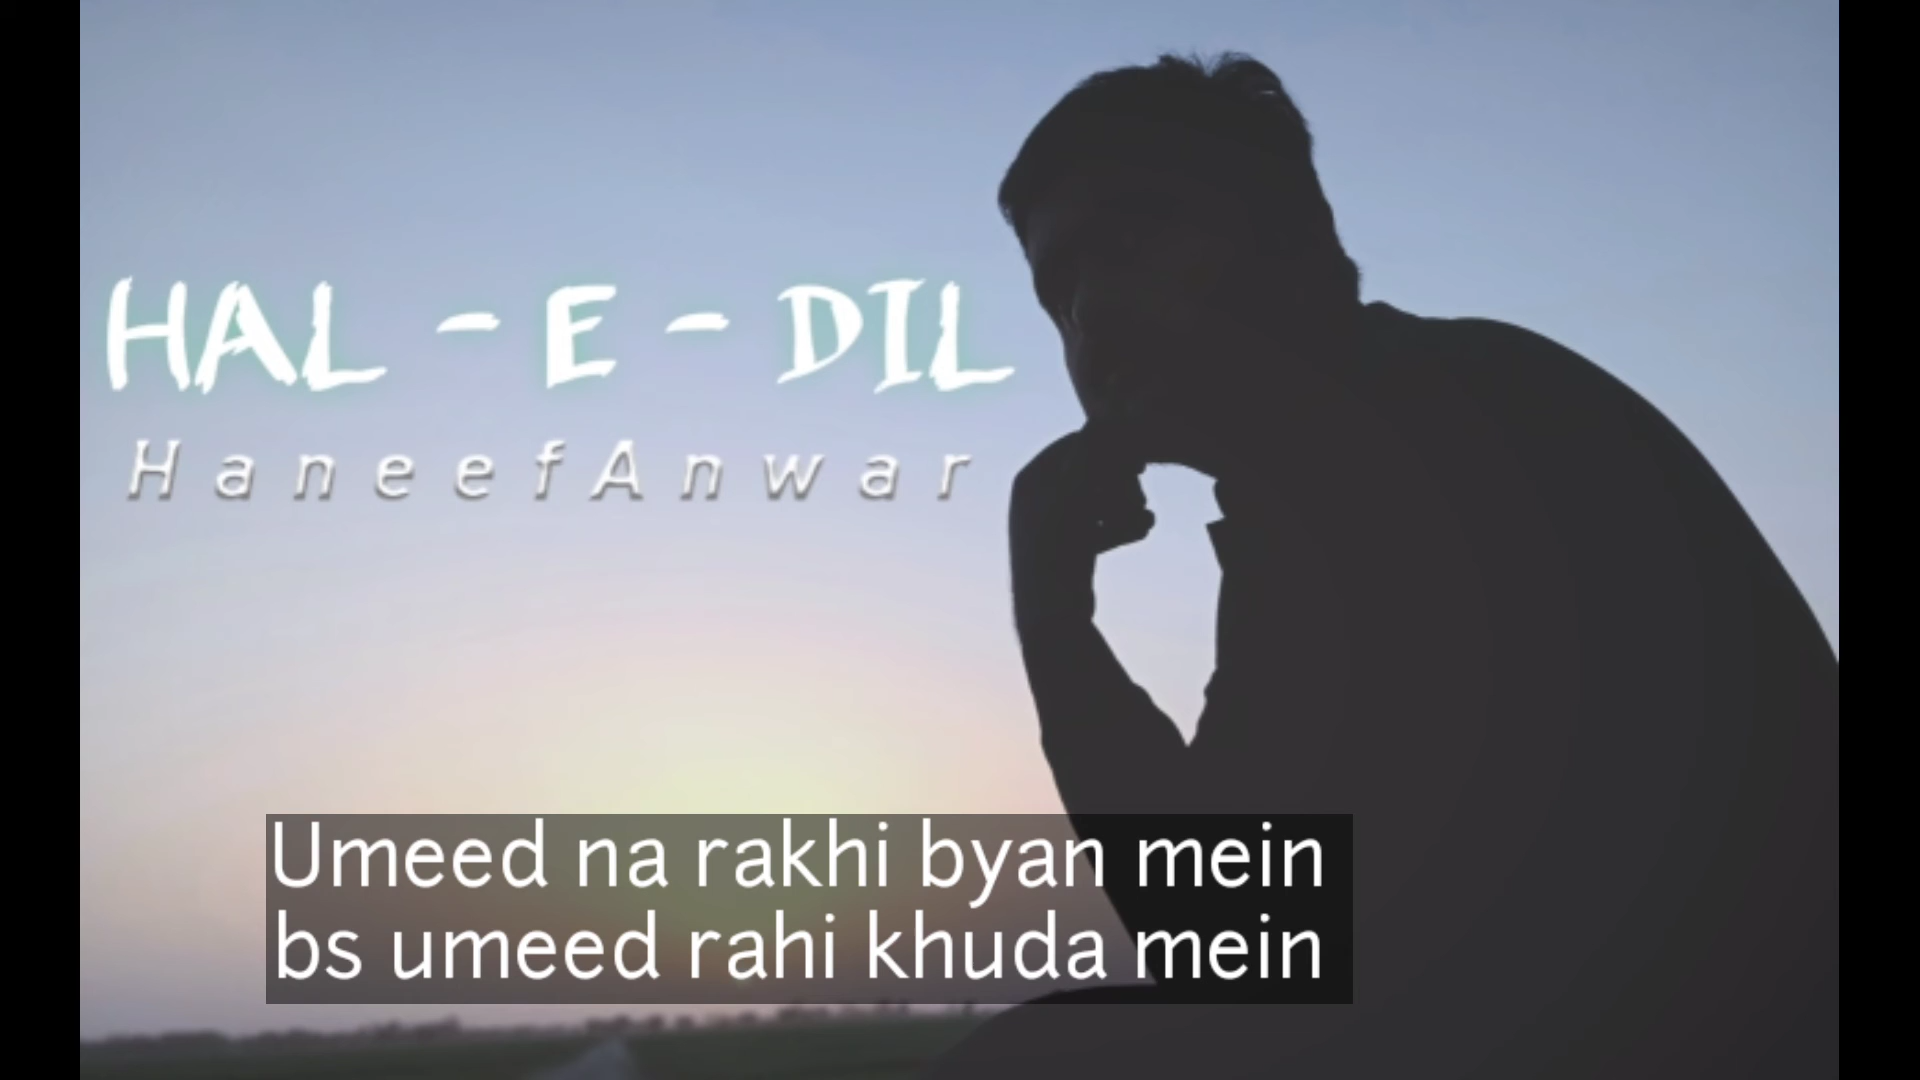 HAL - E - DIL
HaneefAnwar
Umeed na rakhi byan mein
bs umeed rahi khuda mein